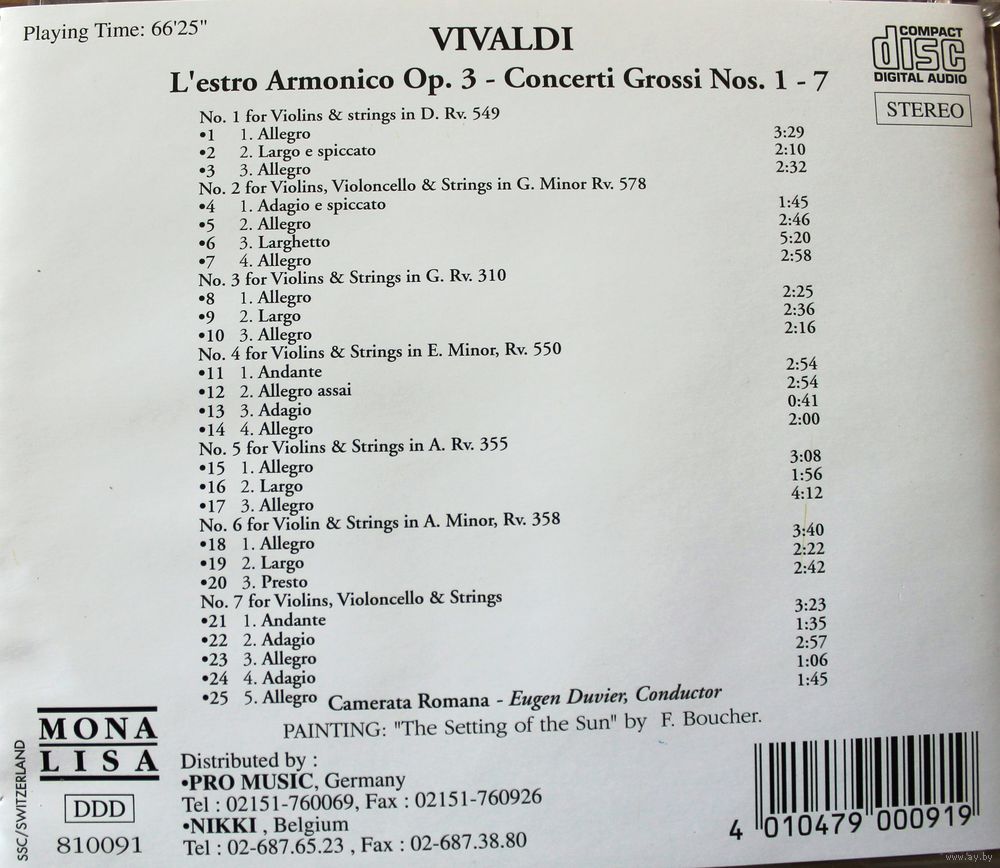 Playing Time: 66'25"
VIVALDI
COMPACT
disc
DIGITAL AUDIO
STEREO
L'estro Armonico Op. 3 - Concerti Grossi Nos. 1 - 7
No. 1 for Violins & strings in D. Rv. 549
•1 1. Allegro 3:29
•2 2. Largo e spiccato 2:10
•3 3. Allegro 2:32
No. 2 for Violins, Violoncello & Strings in G. Minor Rv. 578
•4 1. Adagio e spiccato 1:45
•5 2. Allegro 2:46
•6 3. Larghetto 5:20
•7 4. Allegro 2:58
No. 3 for Violins & Strings in G. Rv. 310
•8 1. Allegro 2:25
•9 2. Largo 2:36
•10 3. Allegro 2:16
No. 4 for Violins & Strings in E. Minor, Rv. 550
•11 1. Andante 2:54
•12 2. Allegro assai 2:54
•13 3. Adagio 0:41
•14 4. Allegro 2:00
No. 5 for Violins & Strings in A. Rv. 355
•15 1. Allegro 3:08
•16 2. Largo 1:56
•17 3. Allegro 4:12
No. 6 for Violin & Strings in A. Minor, Rv. 358
•18 1. Allegro 3:40
•19 2. Largo 2:22
•20 3. Presto 2:42
No. 7 for Violins, Violoncello & Strings
•21 1. Andante 3:23
•22 2. Adagio 1:35
•23 3. Allegro 2:57
•24 4. Adagio 1:06
•25 5. Allegro 1:45
Camerata Romana - Eugen Duvier, Conductor
PAINTING: "The Setting of the Sun" by F. Boucher.
SSC/SWITZERLAND
MONA
LISA
DDD
810091
Distributed by :
•PRO MUSIC, Germany
Tel : 02151-760069, Fax : 02151-760926
•NIKKI , Belgium
Tel : 02-687.65.23 , Fax : 02-687.38.80
4 010479 000919
www.ay.by